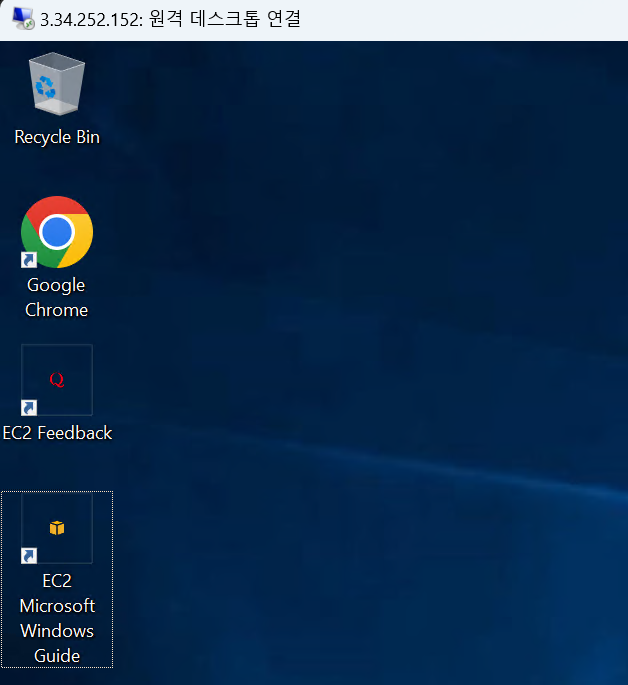 3.34.252.152: 원격 데스크톱 연결
Recycle Bin
Google
Chrome
EC2 Feedback
EC2
Microsoft
Windows
Guide